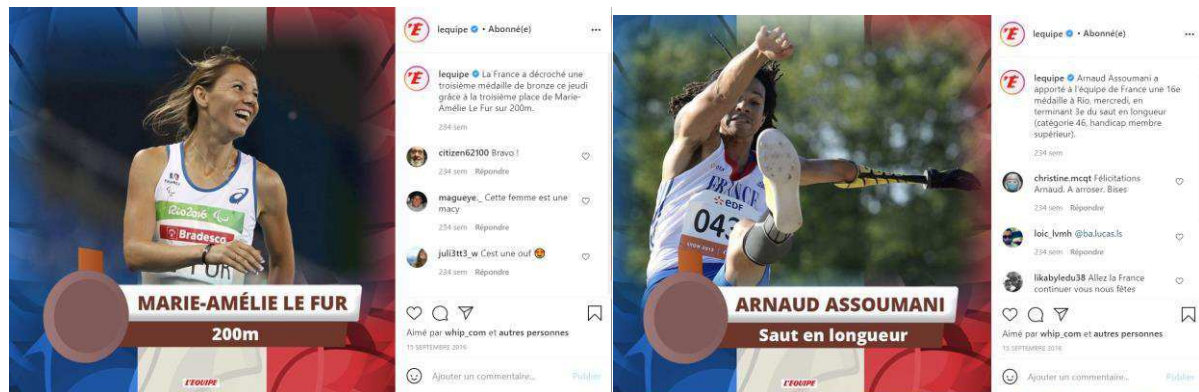 lequipe • Abonné(e)
lequipe La France a décroché une
troisième médaille de bronze ce jeudi
grâce à la troisième place de Marie-
Amélie Le Fur sur 200m.
234 sem
citizen62100 Bravo !
234 sem Répondre
magueye._ Cette femme est une
macy
234 sem Répondre
juli3tt3_w C'est une ouf
234 sem Répondre
Rio2016
Bradesco
FUR
MARIE-AMÉLIE LE FUR
200m
L'EQUIPE
Aimé par whip_com et autres personnes
15 SEPTEMBRE 2016
Ajouter un commentaire...
Publier
lequipe • Abonné(e)
lequipe Arnaud Assoumani a
apporté à l'équipe de France une 16e
médaille à Rio, mercredi, en
terminant 3e du saut en longueur
(catégorie 46, handicap membre
supérieur).
234 sem
christine.mcqt Félicitations
Arnaud. A arroser. Bises
234 sem Répondre
loic_lvmh @ba.lucas.ls
234 sem Répondre
likabyledu38 Allez la France
continuer vous nous fêtes
FRANCE
eDF
043
ARNAUD ASSOUMANI
Saut en longueur
L'EQUIPE
Aimé par whip_com et autres personnes
15 SEPTEMBRE 2016
Ajouter un commentaire...
Publier